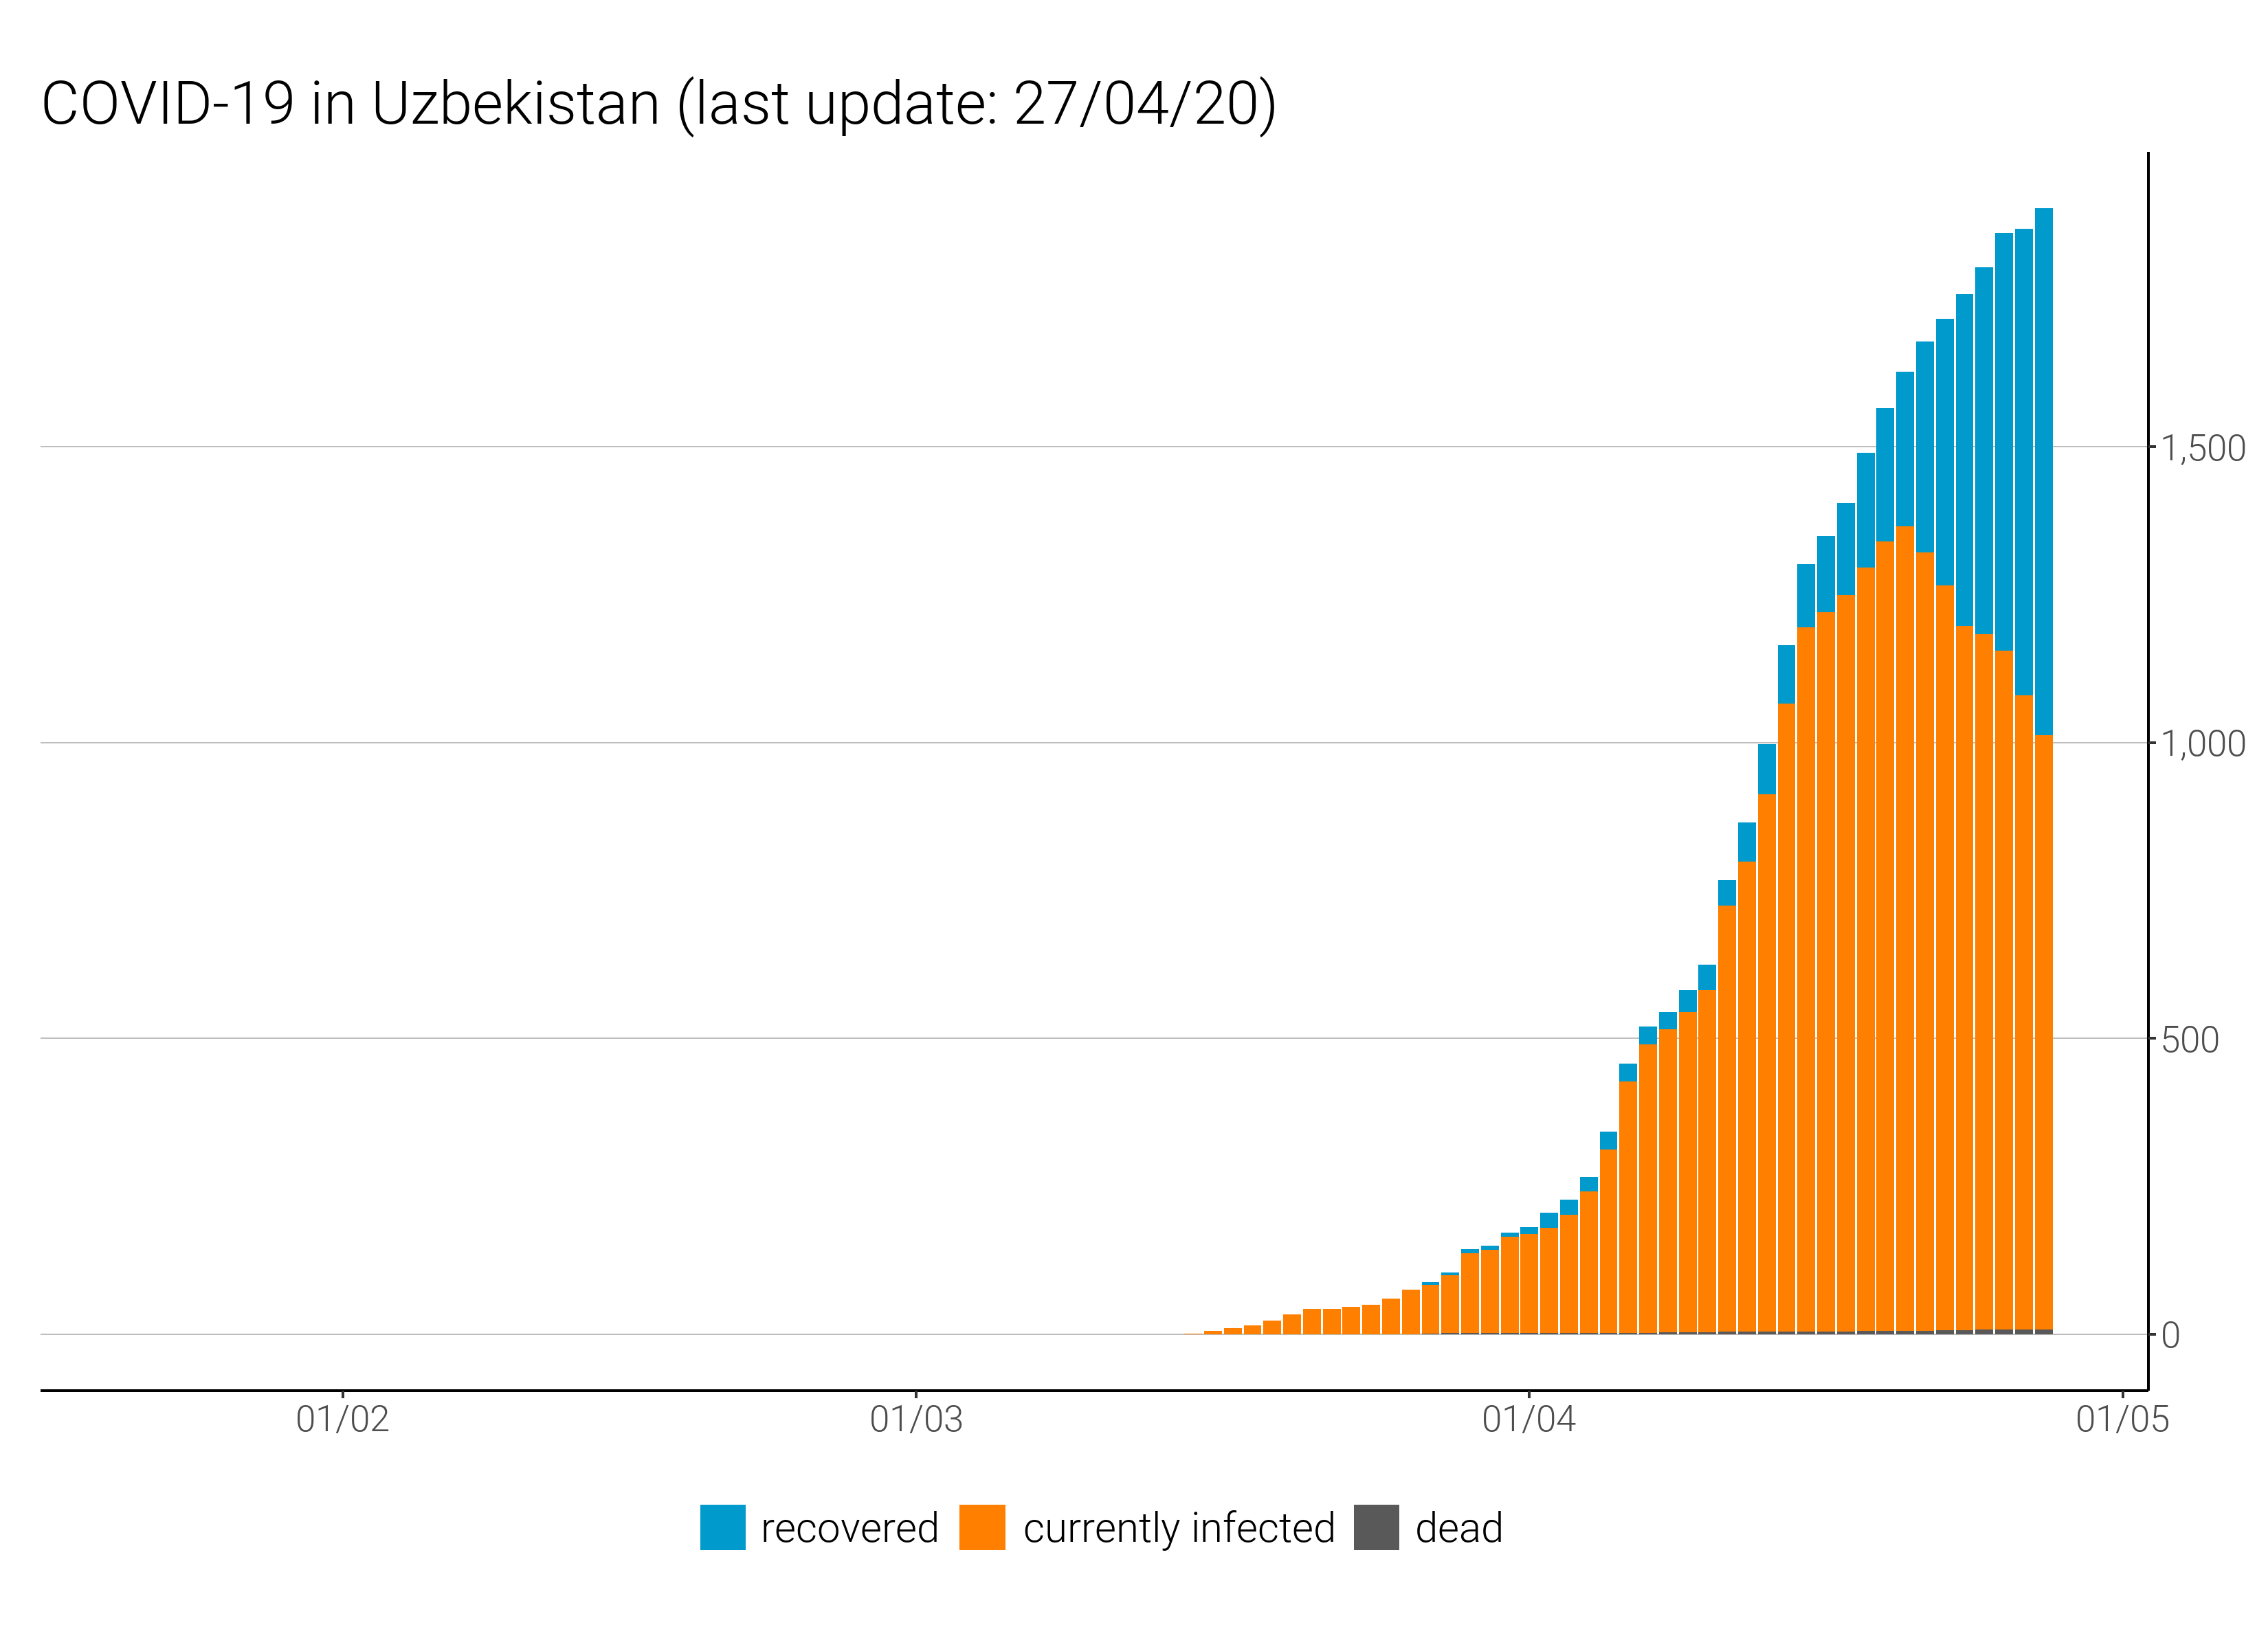 COVID-19 in Uzbekistan (last update: 27/04/20)
1,500
1,000
500
0
01/02 01/03 01/04 01/05
recovered currently infected dead